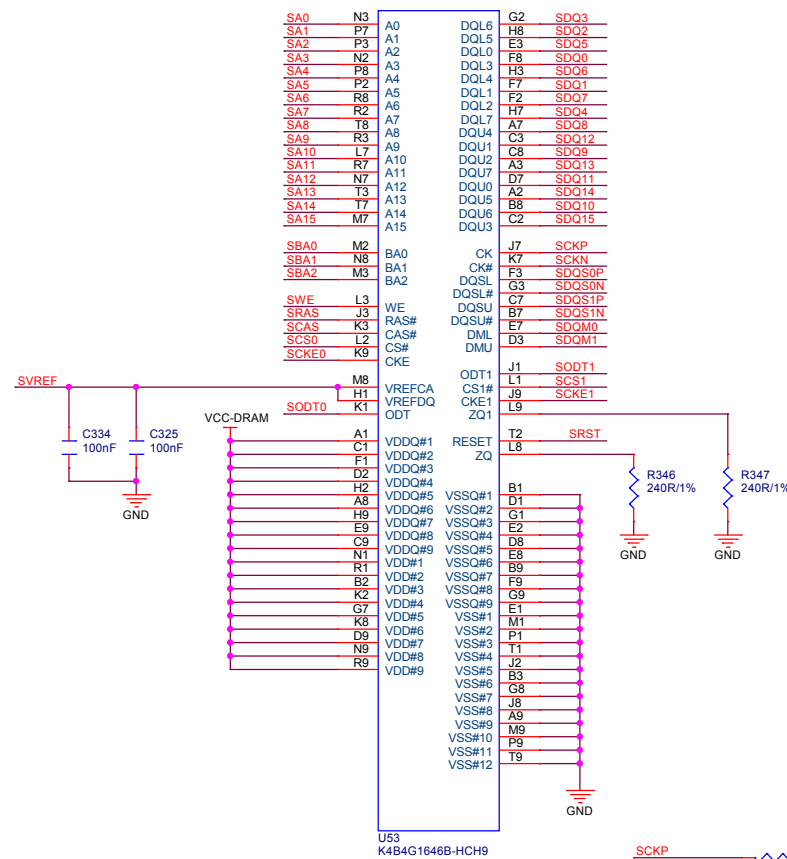 SA0 N3 A0 DQL6 G2 SDQ3
SA1 P7 A1 DQL5 H8 SDQ2
SA2 P3 A2 DQL0 E3 SDQ5
SA3 N2 A3 DQL3 F8 SDQ0
SA4 P8 A4 DQL4 H3 SDQ6
SA5 P2 A5 DQL1 F7 SDQ1
SA6 R8 A6 DQL2 F2 SDQ7
SA7 R2 A7 DQL7 H7 SDQ4
SA8 T8 A8 DQU4 A7 SDQ8
SA9 R3 A9 DQU1 C3 SDQ12
SA10 L7 A10 DQU2 C8 SDQ9
SA11 R7 A11 DQU7 A3 SDQ13
SA12 N7 A12 DQU0 D7 SDQ11
SA13 T3 A13 DQU5 A2 SDQ14
SA14 T7 A14 DQU6 B8 SDQ10
SA15 M7 A15 DQU3 C2 SDQ15
SBA0 M2 BA0 CK J7 SCKP
SBA1 N8 BA1 CK# K7 SCKN
SBA2 M3 BA2 DQSL F3 SDQS0P
DQSL# G3 SDQS0N
SWE L3 WE DQSU C7 SDQS1P
SRAS J3 RAS# DQSU# B7 SDQS1N
SCAS K3 CAS# DML E7 SDQM0
SCS0 L2 CS# DMU D3 SDQM1
SCKE0 K9 CKE
ODT1 J1 SODT1
SVREF M8 VREFCA CS1# L1 SCS1
H1 VREFDQ CKE1 J9 SCKE1
SODT0 K1 ODT ZQ1 L9
VCC-DRAM
C334 100nF
C325 100nF
GND
A1 VDDQ#1 RESET T2 SRST
C1 VDDQ#2 ZQ L8
F1 VDDQ#3
D2 VDDQ#4
R346 240R/1%
R347 240R/1%
GND
GND
H2 VDDQ#5 VSSQ#1 B1
A8 VDDQ#6 VSSQ#2 D1
H9 VDDQ#7 VSSQ#3 G1
E9 VDDQ#8 VSSQ#4 E2
C9 VDDQ#9 VSSQ#5 D8
N1 VDD#1 VSSQ#6 E8
R1 VDD#2 VSSQ#7 B9
B2 VDD#3 VSSQ#8 F9
K2 VDD#4 VSSQ#9 G9
G7 VDD#5 VSS#1 E1
K8 VDD#6 VSS#2 M1
D9 VDD#7 VSS#3 P1
N9 VDD#8 VSS#4 T1
R9 VDD#9 VSS#5 J2
VSS#6 B3
VSS#7 G8
VSS#8 J8
VSS#9 A9
VSS#10 M9
VSS#11 P9
VSS#12 T9
GND
U53
K4B4G1646B-HCH9
SCKP